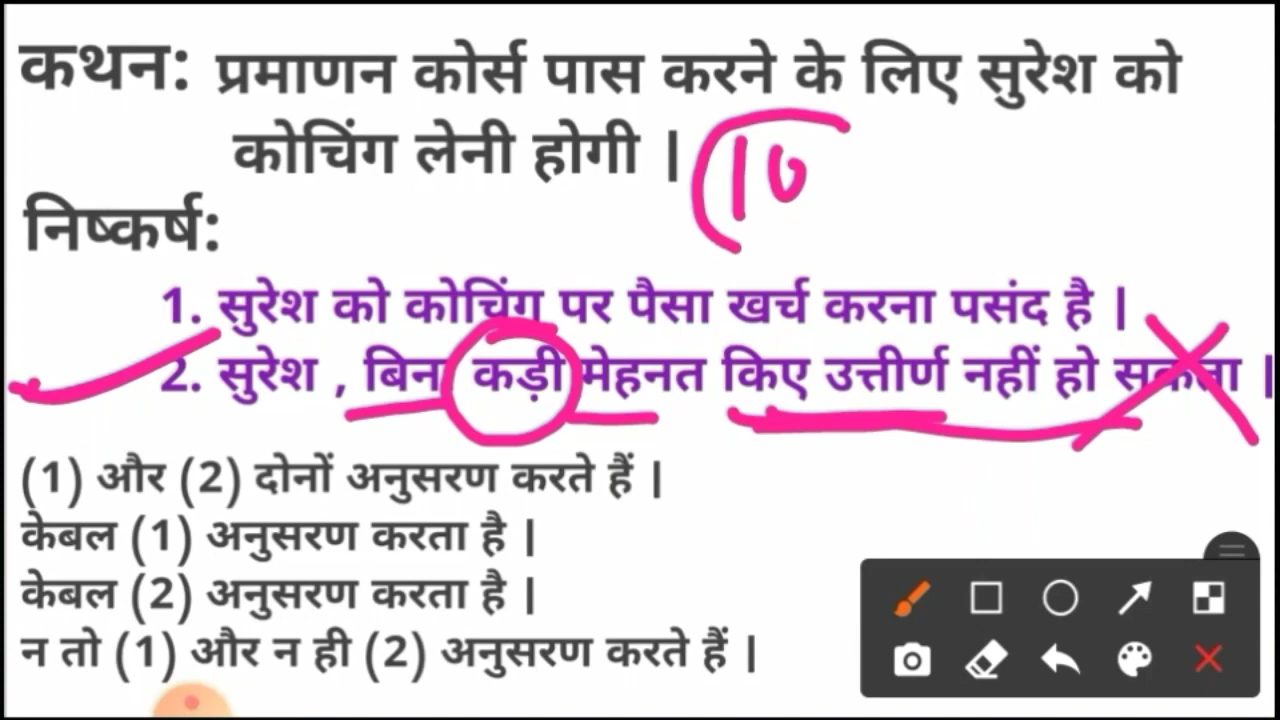 कथन: प्रमाणन कोर्स पास करने के लिए सुरेश को
कोचिंग लेनी होगी |
10
निष्कर्ष:
1. सुरेश को कोचिंग पर पैसा खर्च करना पसंद है |
2. सुरेश , बिना कड़ी मेहनत किए उत्तीर्ण नहीं हो सकता |
(1) और (2) दोनों अनुसरण करते हैं |
केबल (1) अनुसरण करता है |
केबल (2) अनुसरण करता है |
न तो (1) और न ही (2) अनुसरण करते हैं |